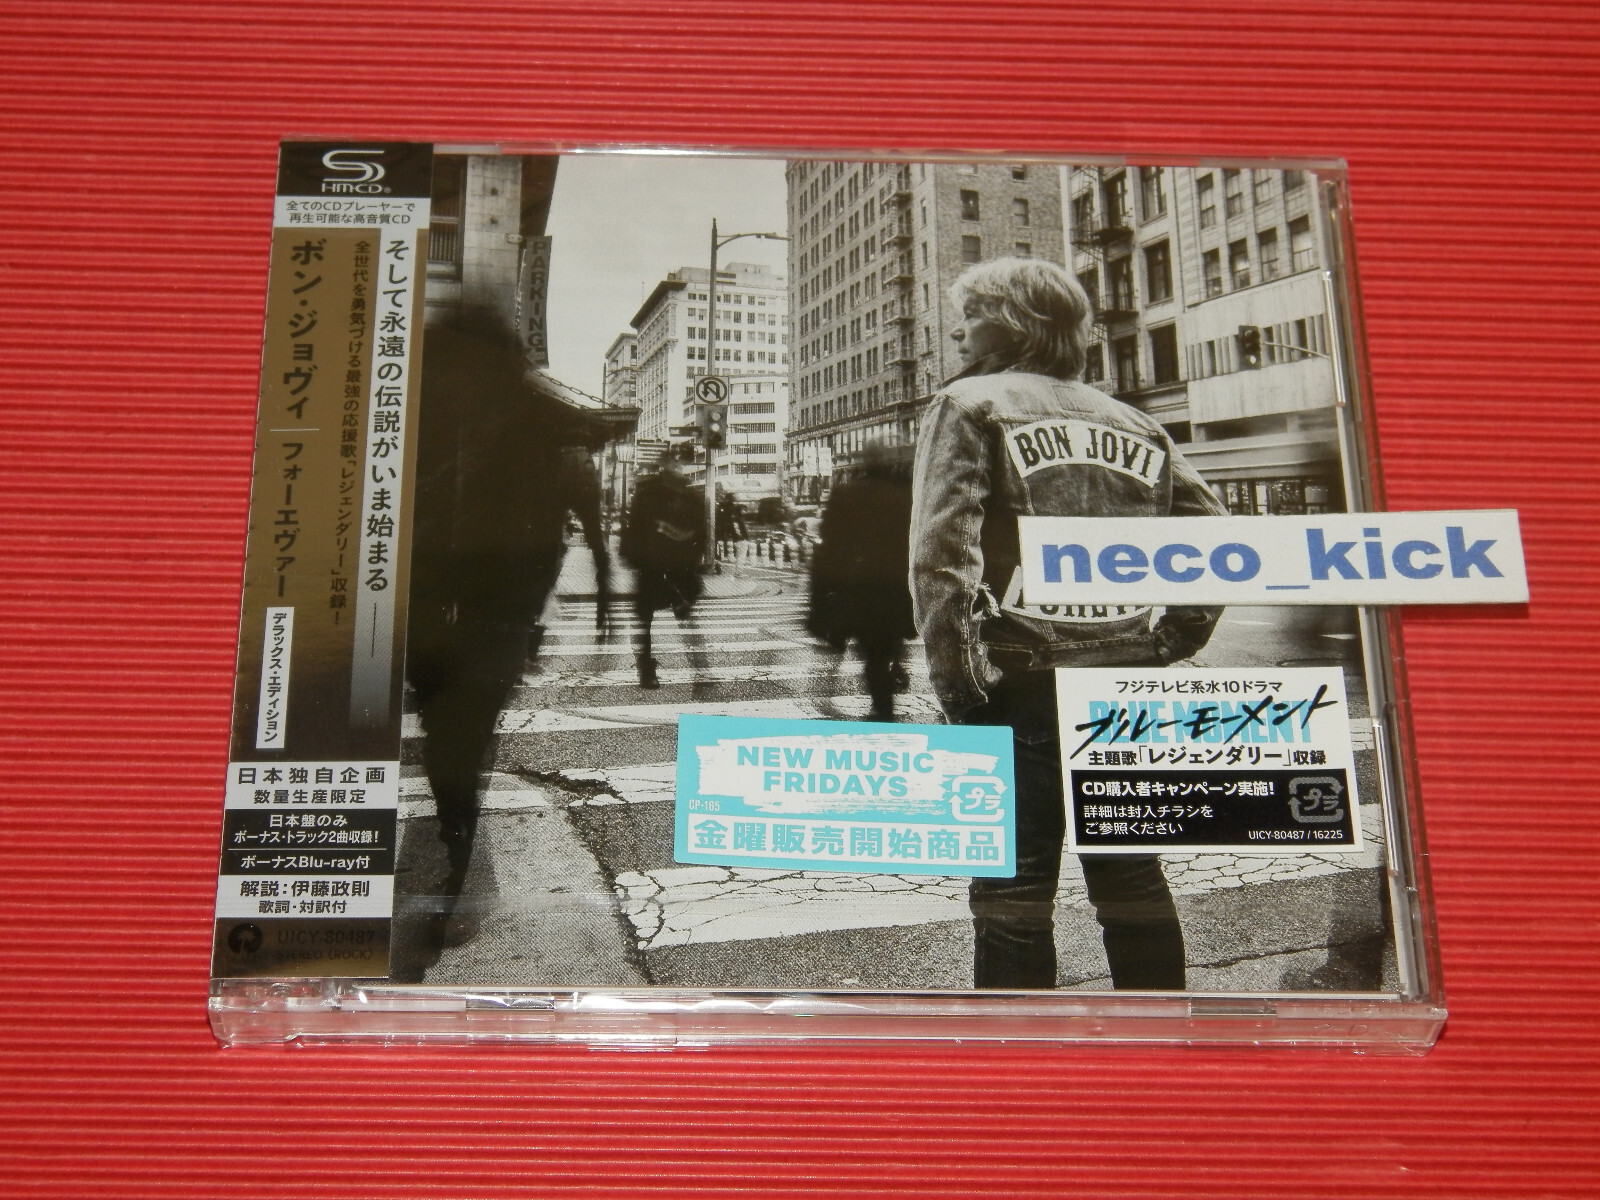 SHM-CD®
全てのCDプレーヤーで
再生可能な高音質CD
そして永遠の伝説がいま始まる――
全世代を勇気づける最強の応援歌「レジェンダリー」収録!
ボン・ジョヴィ｜フォーエヴァー
デラックス・エディション
日本独自企画
数量生産限定
日本盤のみ
ボーナス・トラック2曲収録!
ボーナスBlu-ray付
解説:伊藤政則
歌詞・対訳付
UICY-80487
STEREO (ROCK)
PARKING
BON JOVI
neco_kick
NEW MUSIC
FRIDAYS
CP-165
プラ
金曜販売開始商品
フジテレビ系水10ドラマ
BLUE MOMENT
ブルーモーメント
主題歌「レジェンダリー」収録
CD購入者キャンペーン実施!
詳細は封入チラシを
ご参照ください
プラ
UICY-80487 / 16225